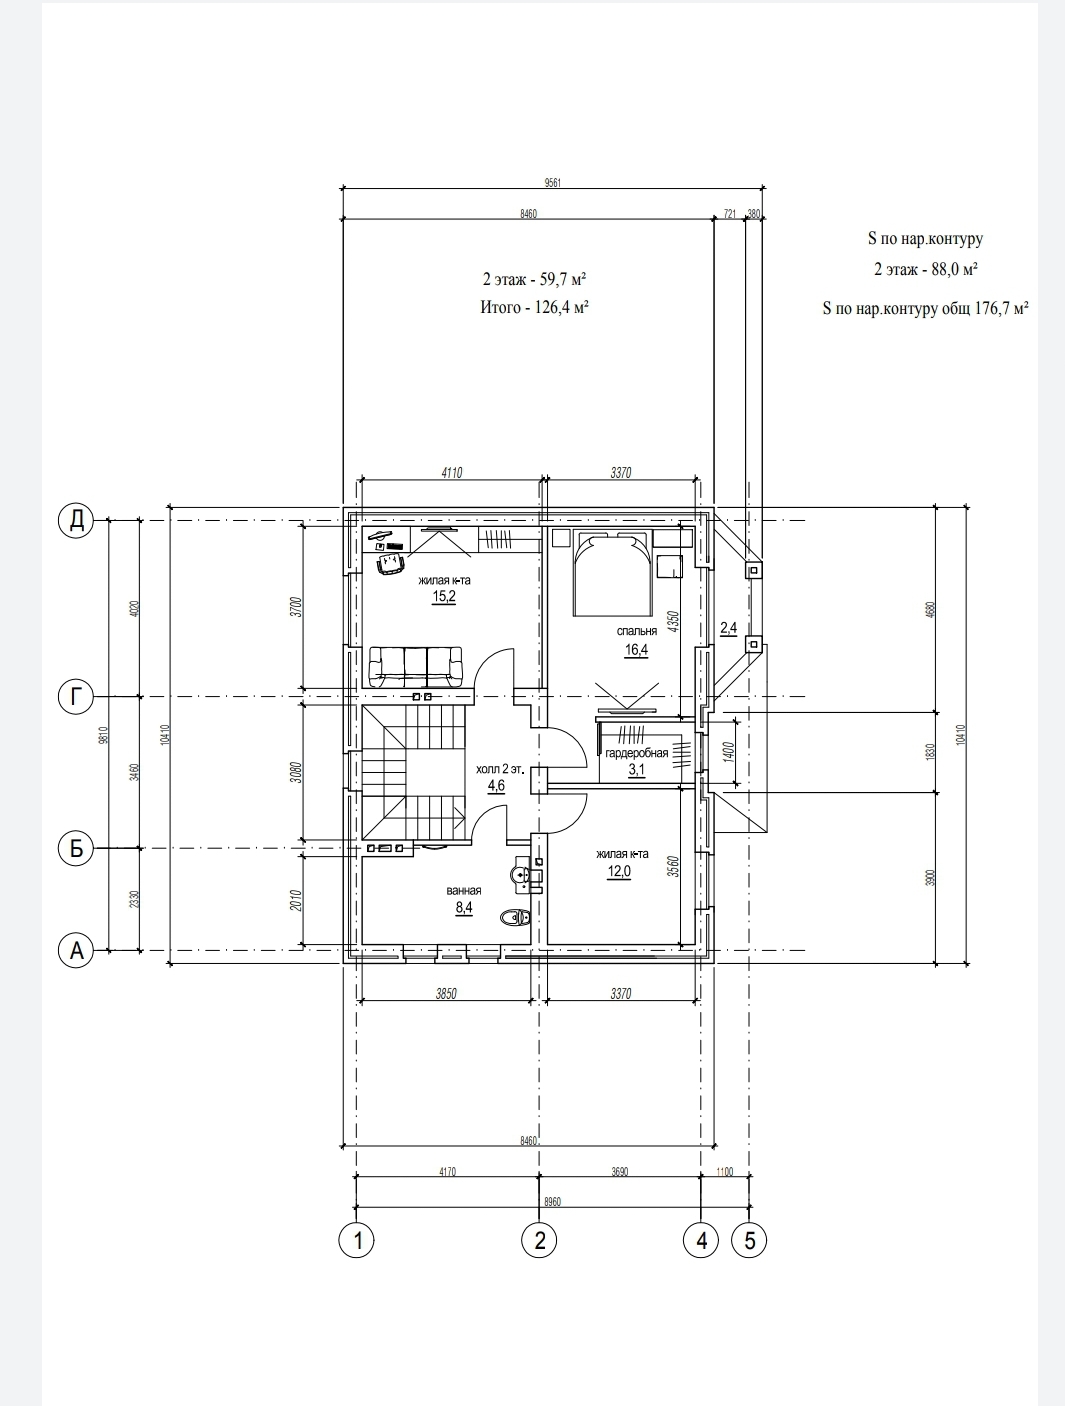 9561
8460
721
380
S по нар.контуру
2 этаж - 88,0 м²
S по нар.контуру общ 176,7 м²
2 этаж - 59,7 м²
Итого - 126,4 м²
4110
3370
Д
жилая к-та
15,2
3700
4020
4350
спальня
16,4
2,4
4680
Г
9810
10410
3460
3080
холл 2 эт.
4,6
гардеробная
3,1
1400
1830
10410
Б
жилая к-та
12,0
3560
ванная
8,4
2010
2330
3900
А
3850
3370
8460
4170
3690
1100
8960
1
2
4
5